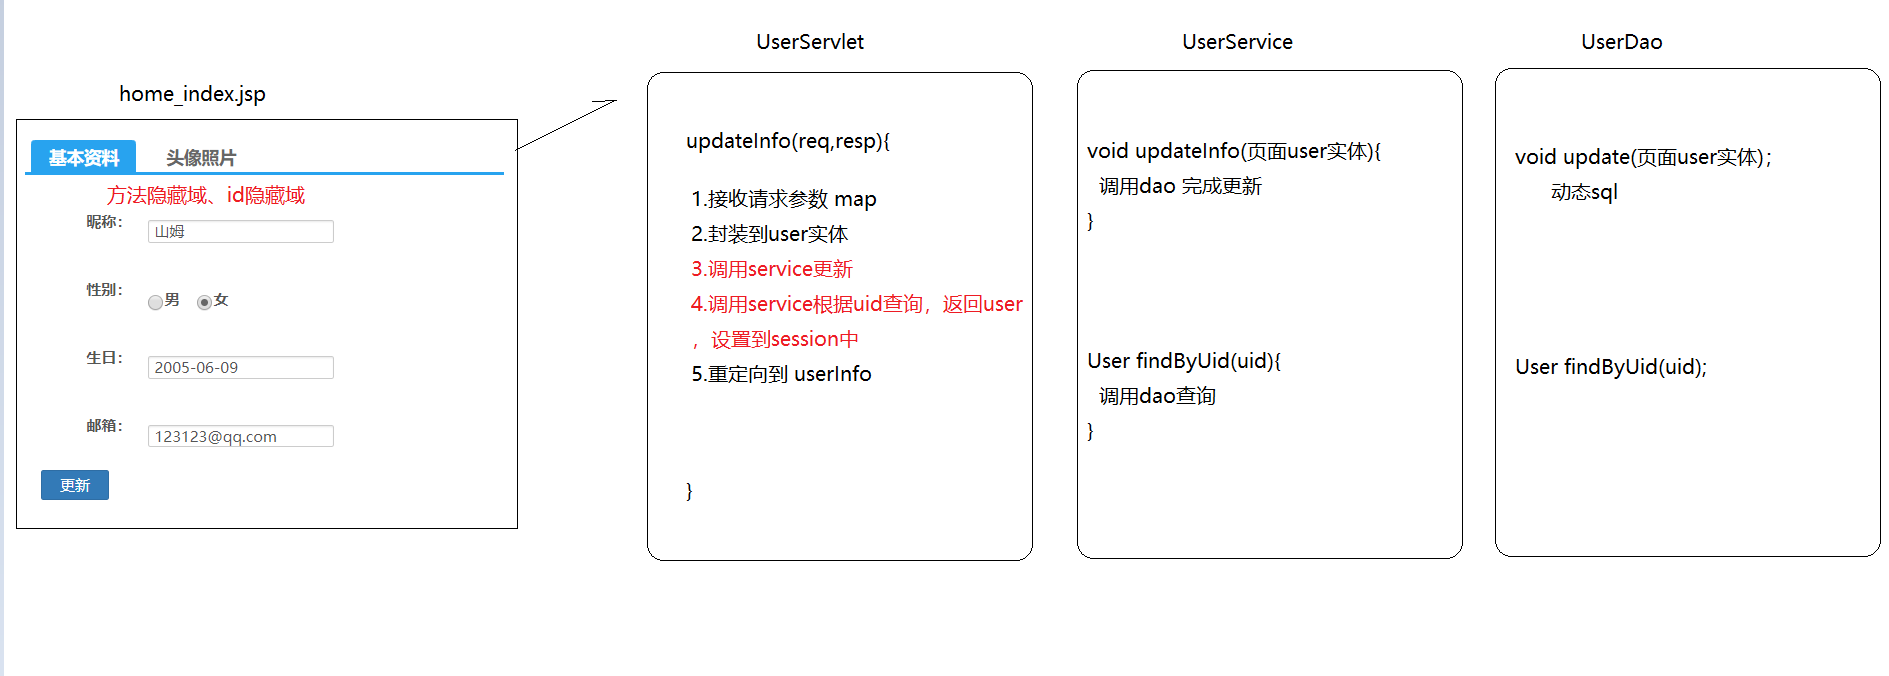 home_index.jsp
基本资料
头像照片
方法隐藏域、id隐藏域
昵称：
山姆
性别：
男
女
生日：
2005-06-09
邮箱：
123123@qq.com
更新
UserServlet
updateInfo(req,resp){
1.接收请求参数 map
2.封装到user实体
3.调用service更新
4.调用service根据uid查询，返回user
，设置到session中
5.重定向到 userInfo
}
UserService
void updateInfo(页面user实体){
调用dao 完成更新
}
User findByUid(uid){
调用dao查询
}
UserDao
void update(页面user实体)；
动态sql
User findByUid(uid);